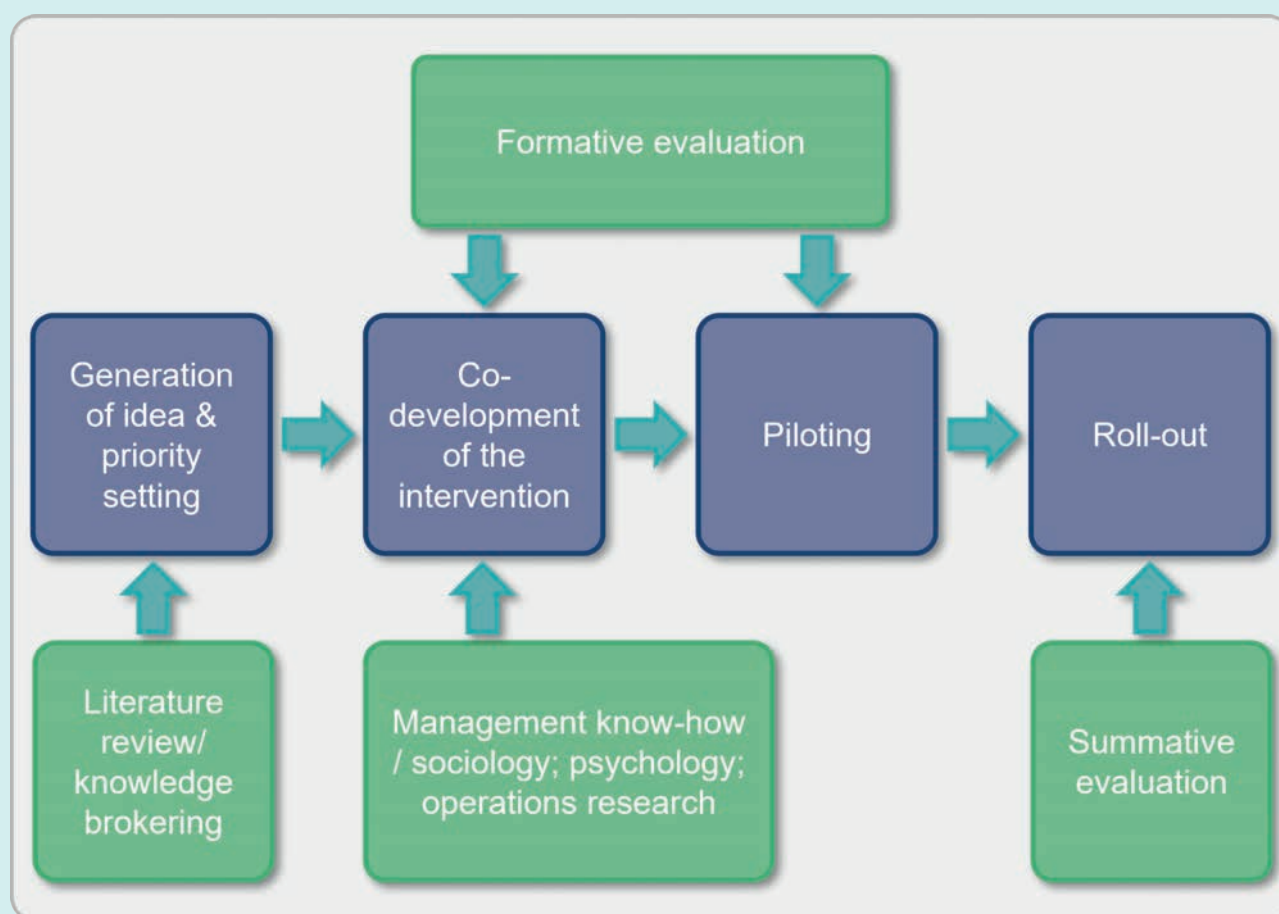 Formative evaluation
Generation
of idea &
priority
setting
Co-
development
of the
intervention
Piloting
Roll-out
Literature
review/
knowledge
brokering
Management know-how
/ sociology; psychology;
operations research
Summative
evaluation